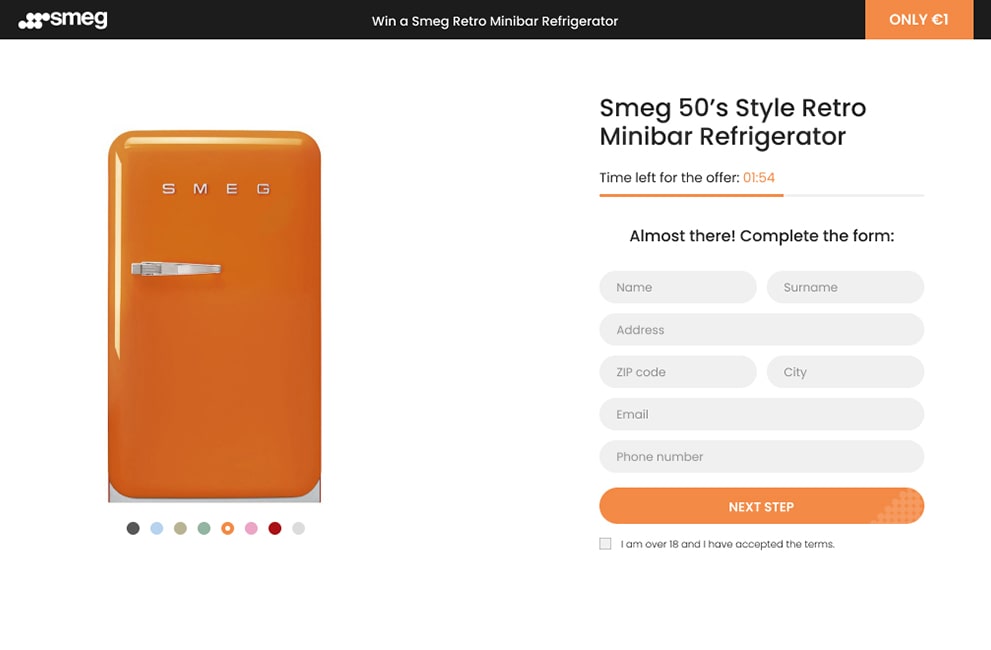 smeg
Win a Smeg Retro Minibar Refrigerator
ONLY €1
SMEG
Smeg 50’s Style Retro
Minibar Refrigerator
Time left for the offer: 01:54
Almost there! Complete the form:
Name
Surname
Address
ZIP code
City
Email
Phone number
NEXT STEP
I am over 18 and I have accepted the terms.